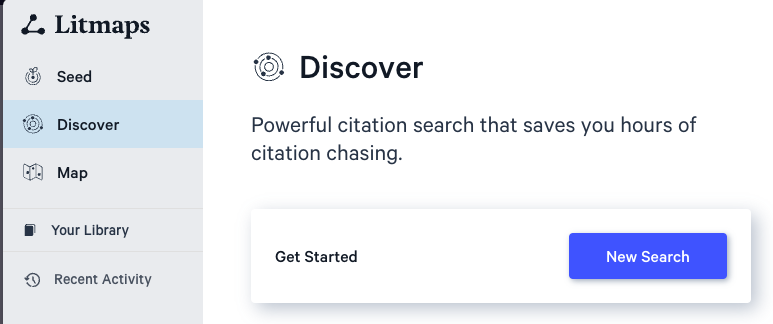 Litmaps
Seed
Discover
Map
Your Library
Recent Activity
Discover
Powerful citation search that saves you hours of
citation chasing.
Get Started
New Search